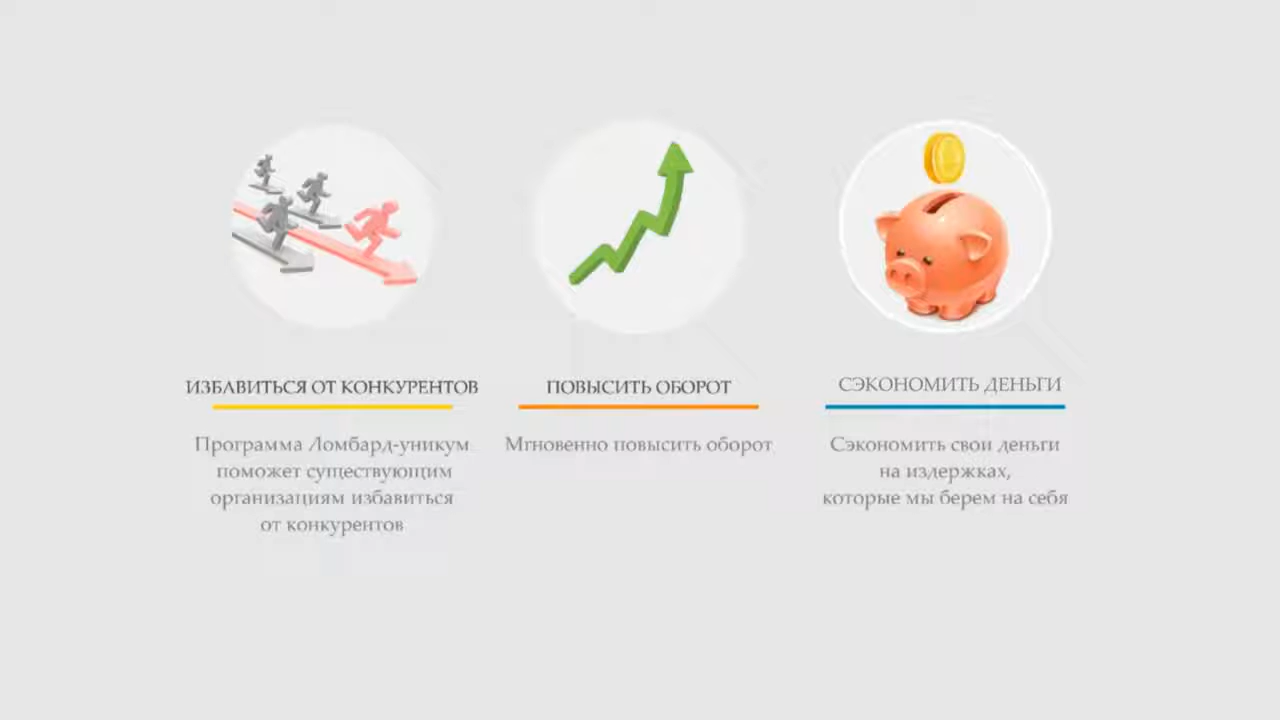 ИЗБАВИТЬСЯ ОТ КОНКУРЕНТОВ
Программа Ломбард-уникум
поможет существующим
организациям избавиться
от конкурентов
ПОВЫСИТЬ ОБОРОТ
Мгновенно повысить оборот
СЭКОНОМИТЬ ДЕНЬГИ
Сэкономить свои деньги
на издержках,
которые мы берем на себя